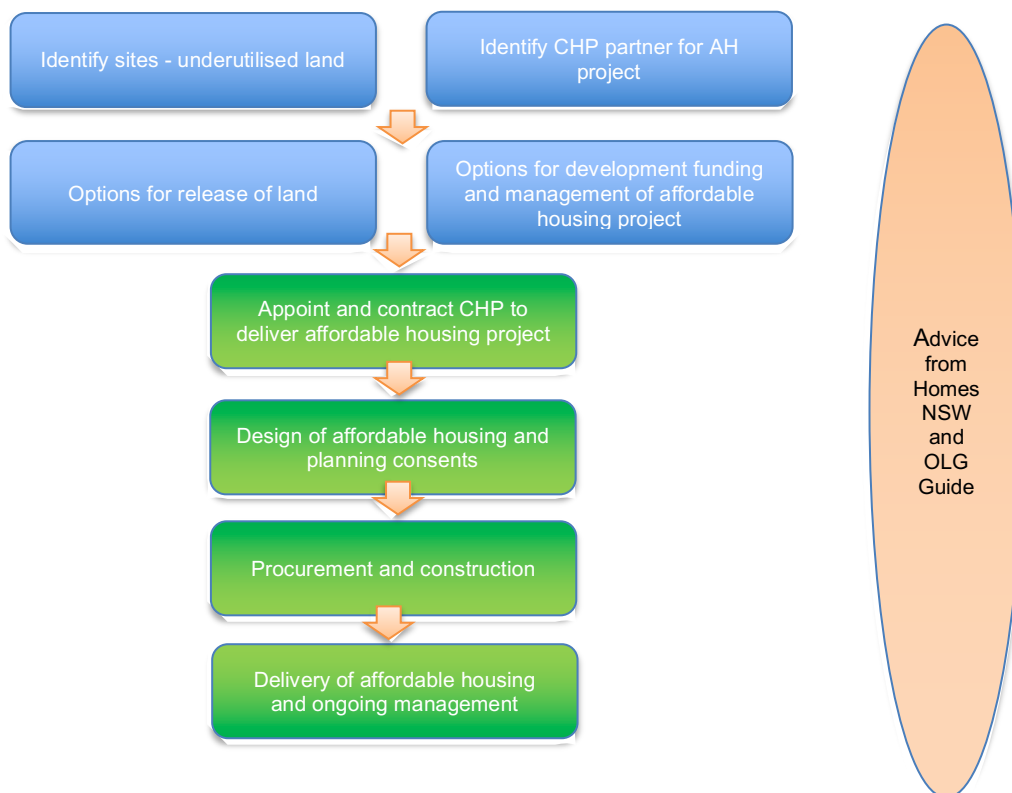 Identify sites - underutilised land
Identify CHP partner for AH
project
Options for release of land
Options for development funding
and management of affordable
housing project
Appoint and contract CHP to
deliver affordable housing project
Design of affordable housing and
planning consents
Procurement and construction
Delivery of affordable housing
and ongoing management
Advice
from
Homes
NSW
and
OLG
Guide